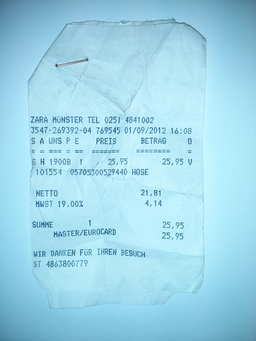 ZARA MÜNSTER TEL 0251 4841002
3547-269392-04 769545 01/09/2012 16:08
S A UNS P E PREIS BETRAG O
= = === = == ======= ======== =
S H 1900B 1 25,95 25,95 V
101554 05705300529440 HOSE
NETTO 21,81
MWST 19.00% 4,14
SUMME 1 25,95
MASTER/EUROCARD 25,95
WIR DANKEN FÜR IHREN BESUCH
ST 4863800779